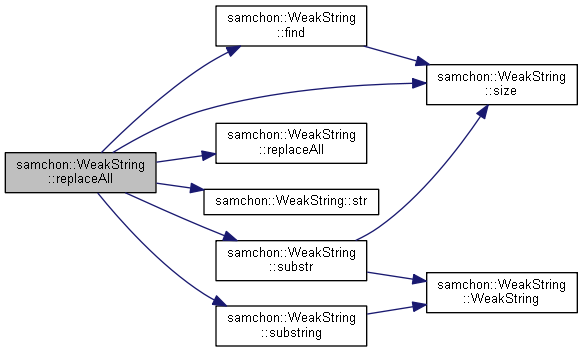 samchon::WeakString
::find
samchon::WeakString
::size
samchon::WeakString
::replaceAll
samchon::WeakString
::replaceAll
samchon::WeakString::str
samchon::WeakString
::substr
samchon::WeakString
::WeakString
samchon::WeakString
::substring